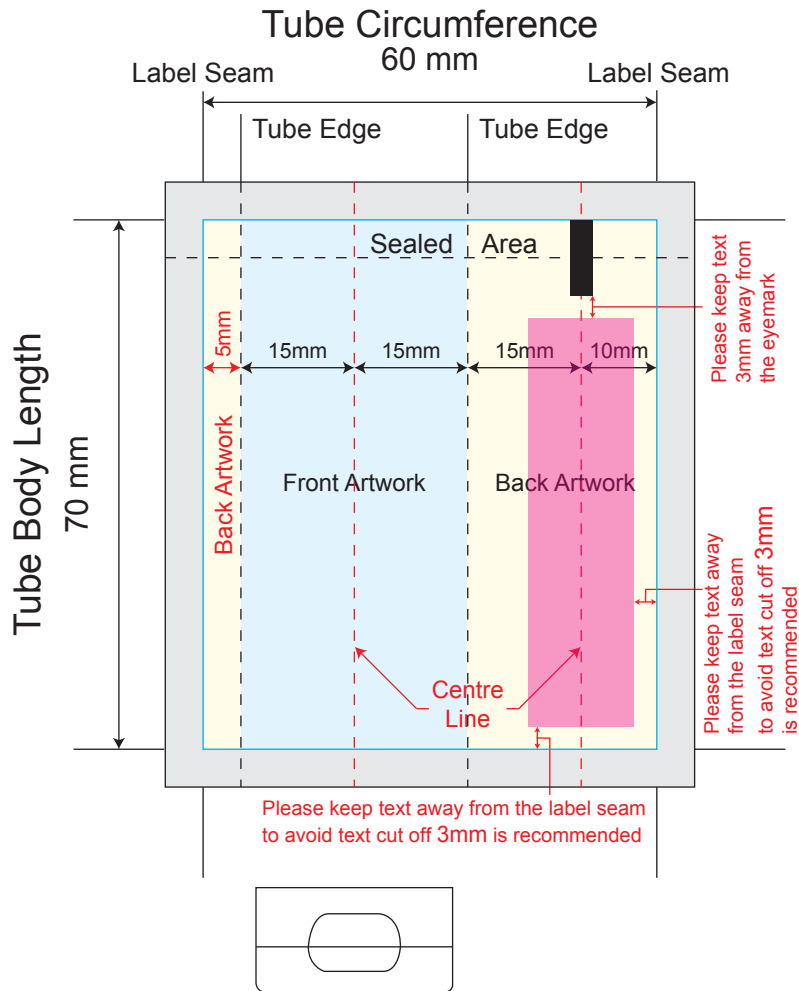 Tube Circumference
60 mm
Label Seam
Label Seam
Tube Edge
Tube Edge
Sealed Area
5mm
15mm
15mm
15mm
10mm
Please keep text
3mm away from
the eyemark
Tube Body Length
70 mm
Back Artwork
Front Artwork
Back Artwork
Please keep text away
from the label seam
to avoid text cut off 3mm
is recommended
Centre
Line
Please keep text away from the label seam
to avoid text cut off 3mm is recommended